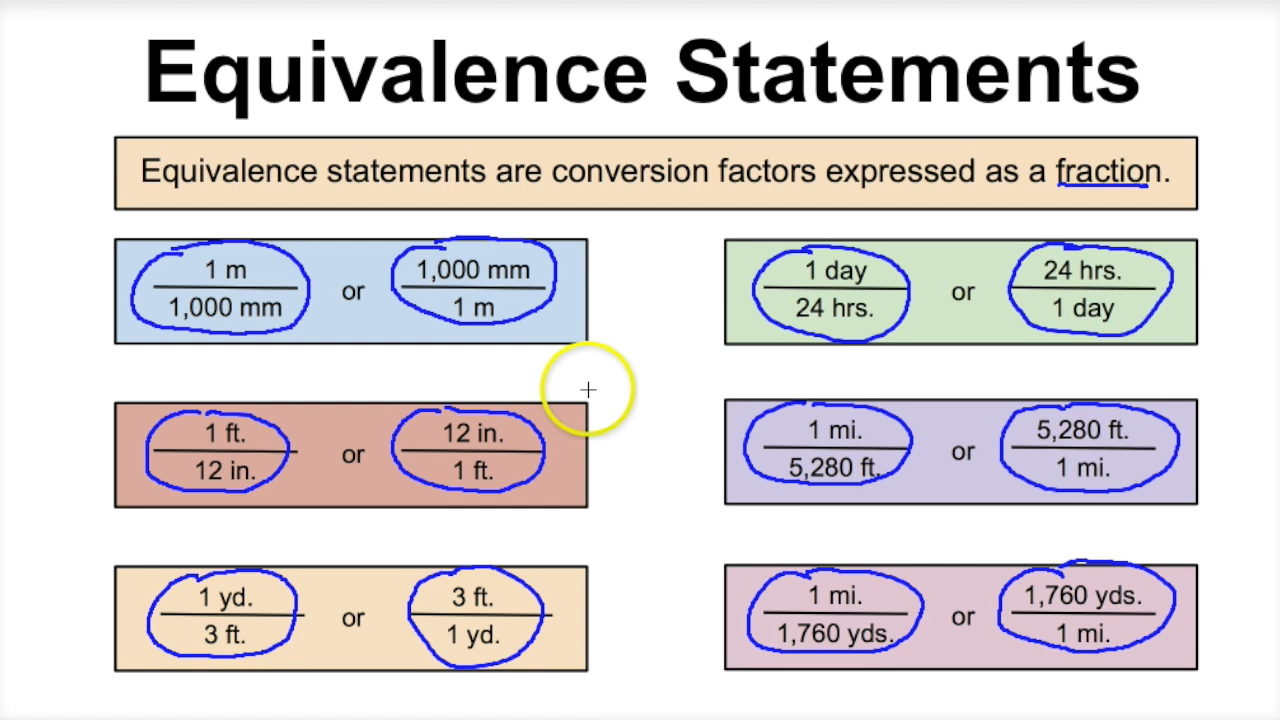 Equivalence Statements
Equivalence statements are conversion factors expressed as a fraction.
1 m
1,000 mm
or
1,000 mm
1 m
1 day
24 hrs.
or
24 hrs.
1 day
1 ft.
12 in.
or
12 in.
1 ft.
1 mi.
5,280 ft.
or
5,280 ft.
1 mi.
1 yd.
3 ft.
or
3 ft.
1 yd.
1 mi.
1,760 yds.
or
1,760 yds.
1 mi.